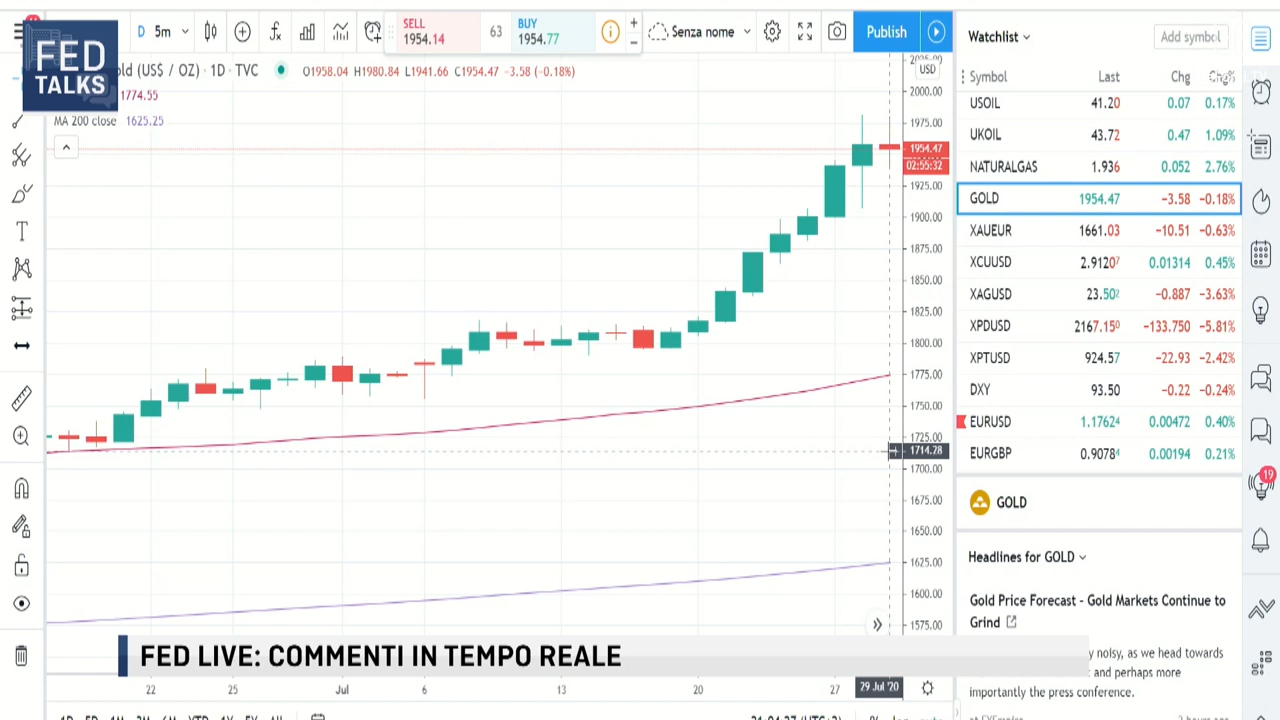 FED
TALKS
D 5m
SELL
1954.14
63
BUY
1954.77
Senza nome
Publish
Watchlist
Add symbol
old (US$ / OZ) · 1D · TVC
O1958.04 H1980.84 L1941.66 C1954.47 −3.58 (−0.18%)
1774.55
MA 200 close 1625.25
USD
2000.00
1975.00
1954.47
02:55:32
1925.00
1900.00
1875.00
1850.00
1825.00
1800.00
1775.00
1750.00
1725.00
1714.28
1700.00
1675.00
1650.00
1625.00
1600.00
1575.00
22 25 Jul 6 13 20 27 29 Jul '20
Symbol Last Chg Chg%
USOIL 41.20 0.07 0.17%
UKOIL 43.72 0.47 1.09%
NATURALGAS 1.936 0.052 2.76%
GOLD 1954.47 −3.58 −0.18%
XAUEUR 1661.03 −10.51 −0.63%
XCUUSD 2.9120⁷ 0.01314 0.45%
XAGUSD 23.50² −0.887 −3.63%
XPDUSD 2167.15⁰ −133.750 −5.81%
XPTUSD 924.57 −22.93 −2.42%
DXY 93.50 −0.22 −0.24%
EURUSD 1.1762⁴ 0.00472 0.40%
EURGBP 0.9078⁴ 0.00194 0.21%
19
GOLD
Headlines for GOLD
Gold Price Forecast - Gold Markets Continue to
Grind
y noisy, as we head towards
and perhaps more
importantly the press conference.
FED LIVE: COMMENTI IN TEMPO REALE